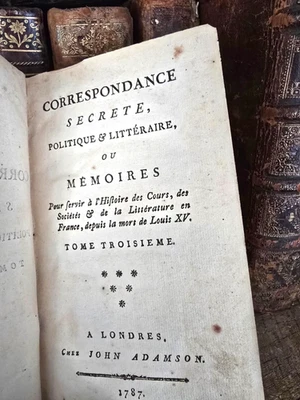 CORRESPONDANCE
SECRETE,
POLITIQUE & LITTÉRAIRE,
OU
MÉMOIRES
Pour servir à l'Histoire des Cours, des
Sociétés & de la Littérature en
France, depuis la mort de Louis XV.
TOME TROISIEME.
A LONDRES,
CHEZ JOHN ADAMSON.
1787.